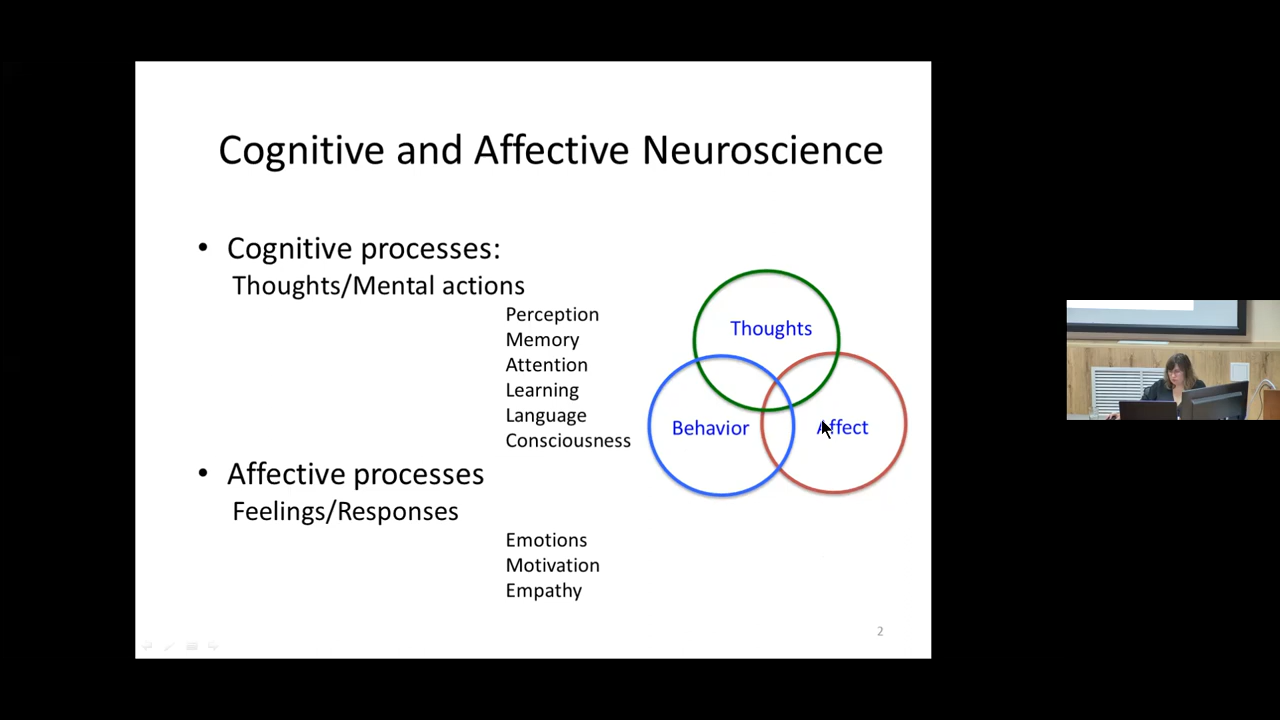 Cognitive and Affective Neuroscience
• Cognitive processes:
Thoughts/Mental actions
Perception
Memory
Attention
Learning
Language
Consciousness
• Affective processes
Feelings/Responses
Emotions
Motivation
Empathy
Thoughts
Behavior
Affect
2